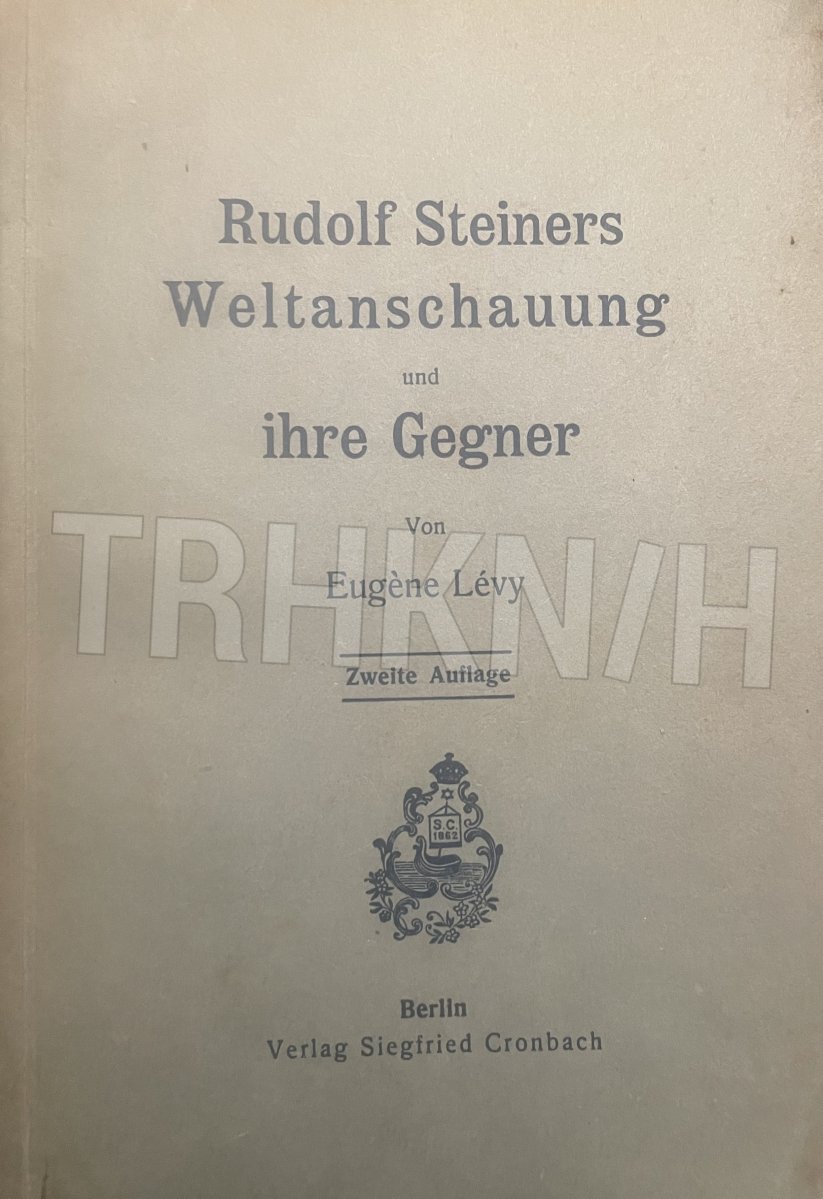 Rudolf Steiners
Weltanschauung
und
ihre Gegner
Von
Eugène Lévy
TRHKN/H
Zweite Auflage
S.C.
1862
Berlin
Verlag Siegfried Cronbach